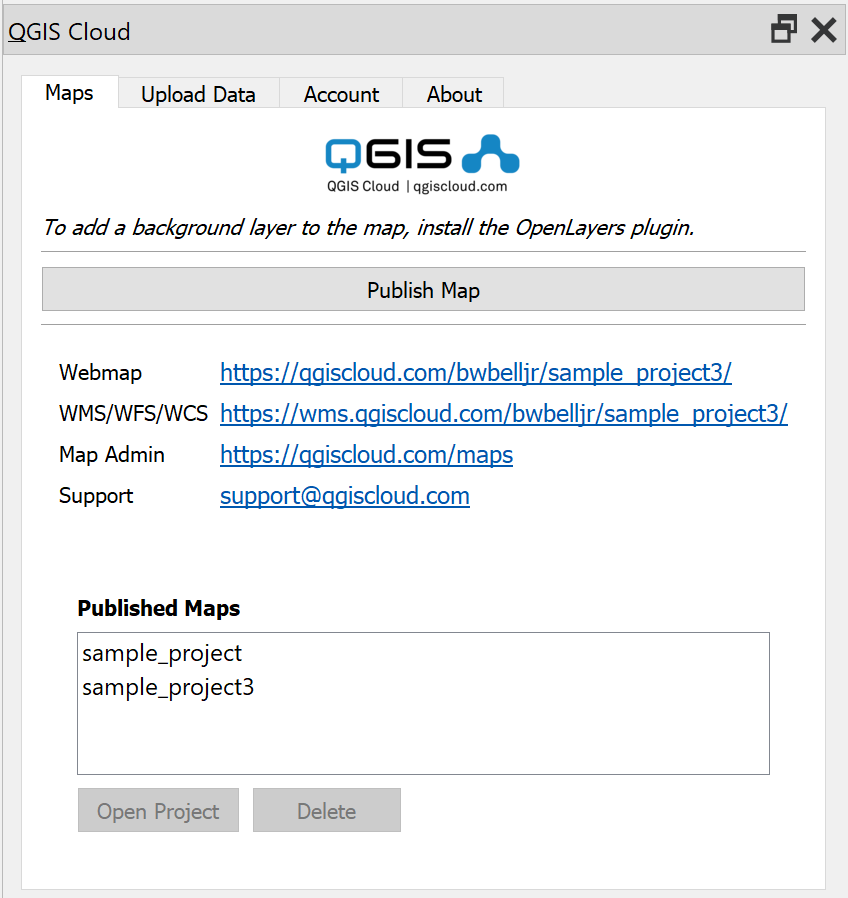 QGIS Cloud
Maps Upload Data Account About
QGIS
QGIS Cloud | qgiscloud.com
To add a background layer to the map, install the OpenLayers plugin.
Publish Map
Webmap https://qgiscloud.com/bwbelljr/sample_project3/
WMS/WFS/WCS https://wms.qgiscloud.com/bwbelljr/sample_project3/
Map Admin https://qgiscloud.com/maps
Support support@qgiscloud.com
Published Maps
sample_project
sample_project3
Open Project Delete